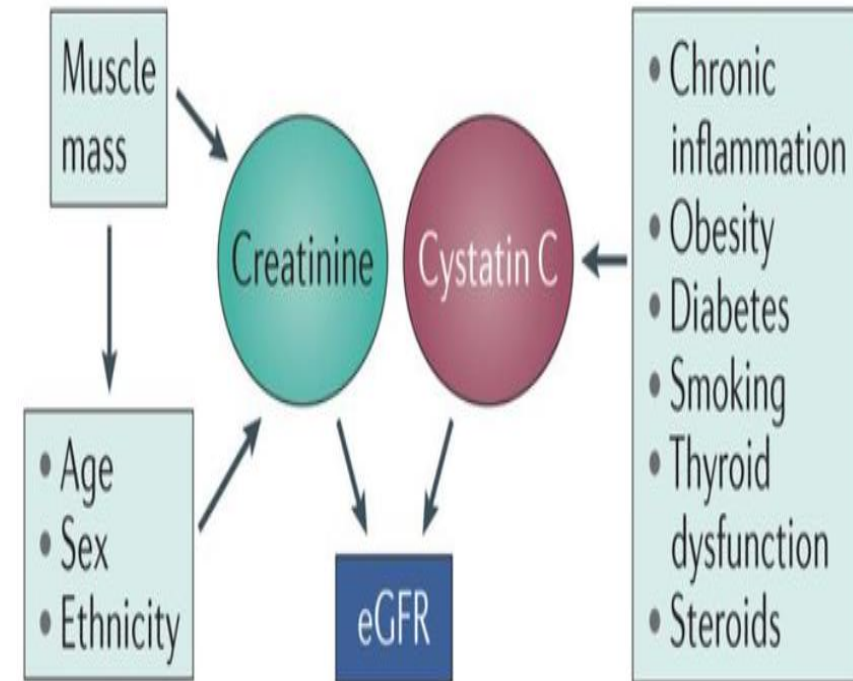 Muscle
mass
Creatinine
Cystatin C
• Age
• Sex
• Ethnicity
eGFR
• Chronic
inflammation
• Obesity
• Diabetes
• Smoking
• Thyroid
dysfunction
• Steroids